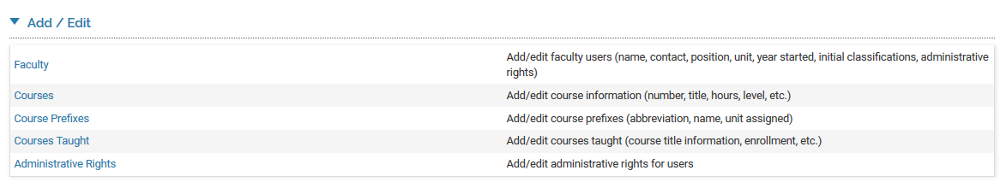 Add / Edit
Faculty
Add/edit faculty users (name, contact, position, unit, year started, initial classifications, administrative
rights)
Courses
Add/edit course information (number, title, hours, level, etc.)
Course Prefixes
Add/edit course prefixes (abbreviation, name, unit assigned)
Courses Taught
Add/edit courses taught (course title information, enrollment, etc.)
Administrative Rights
Add/edit administrative rights for users